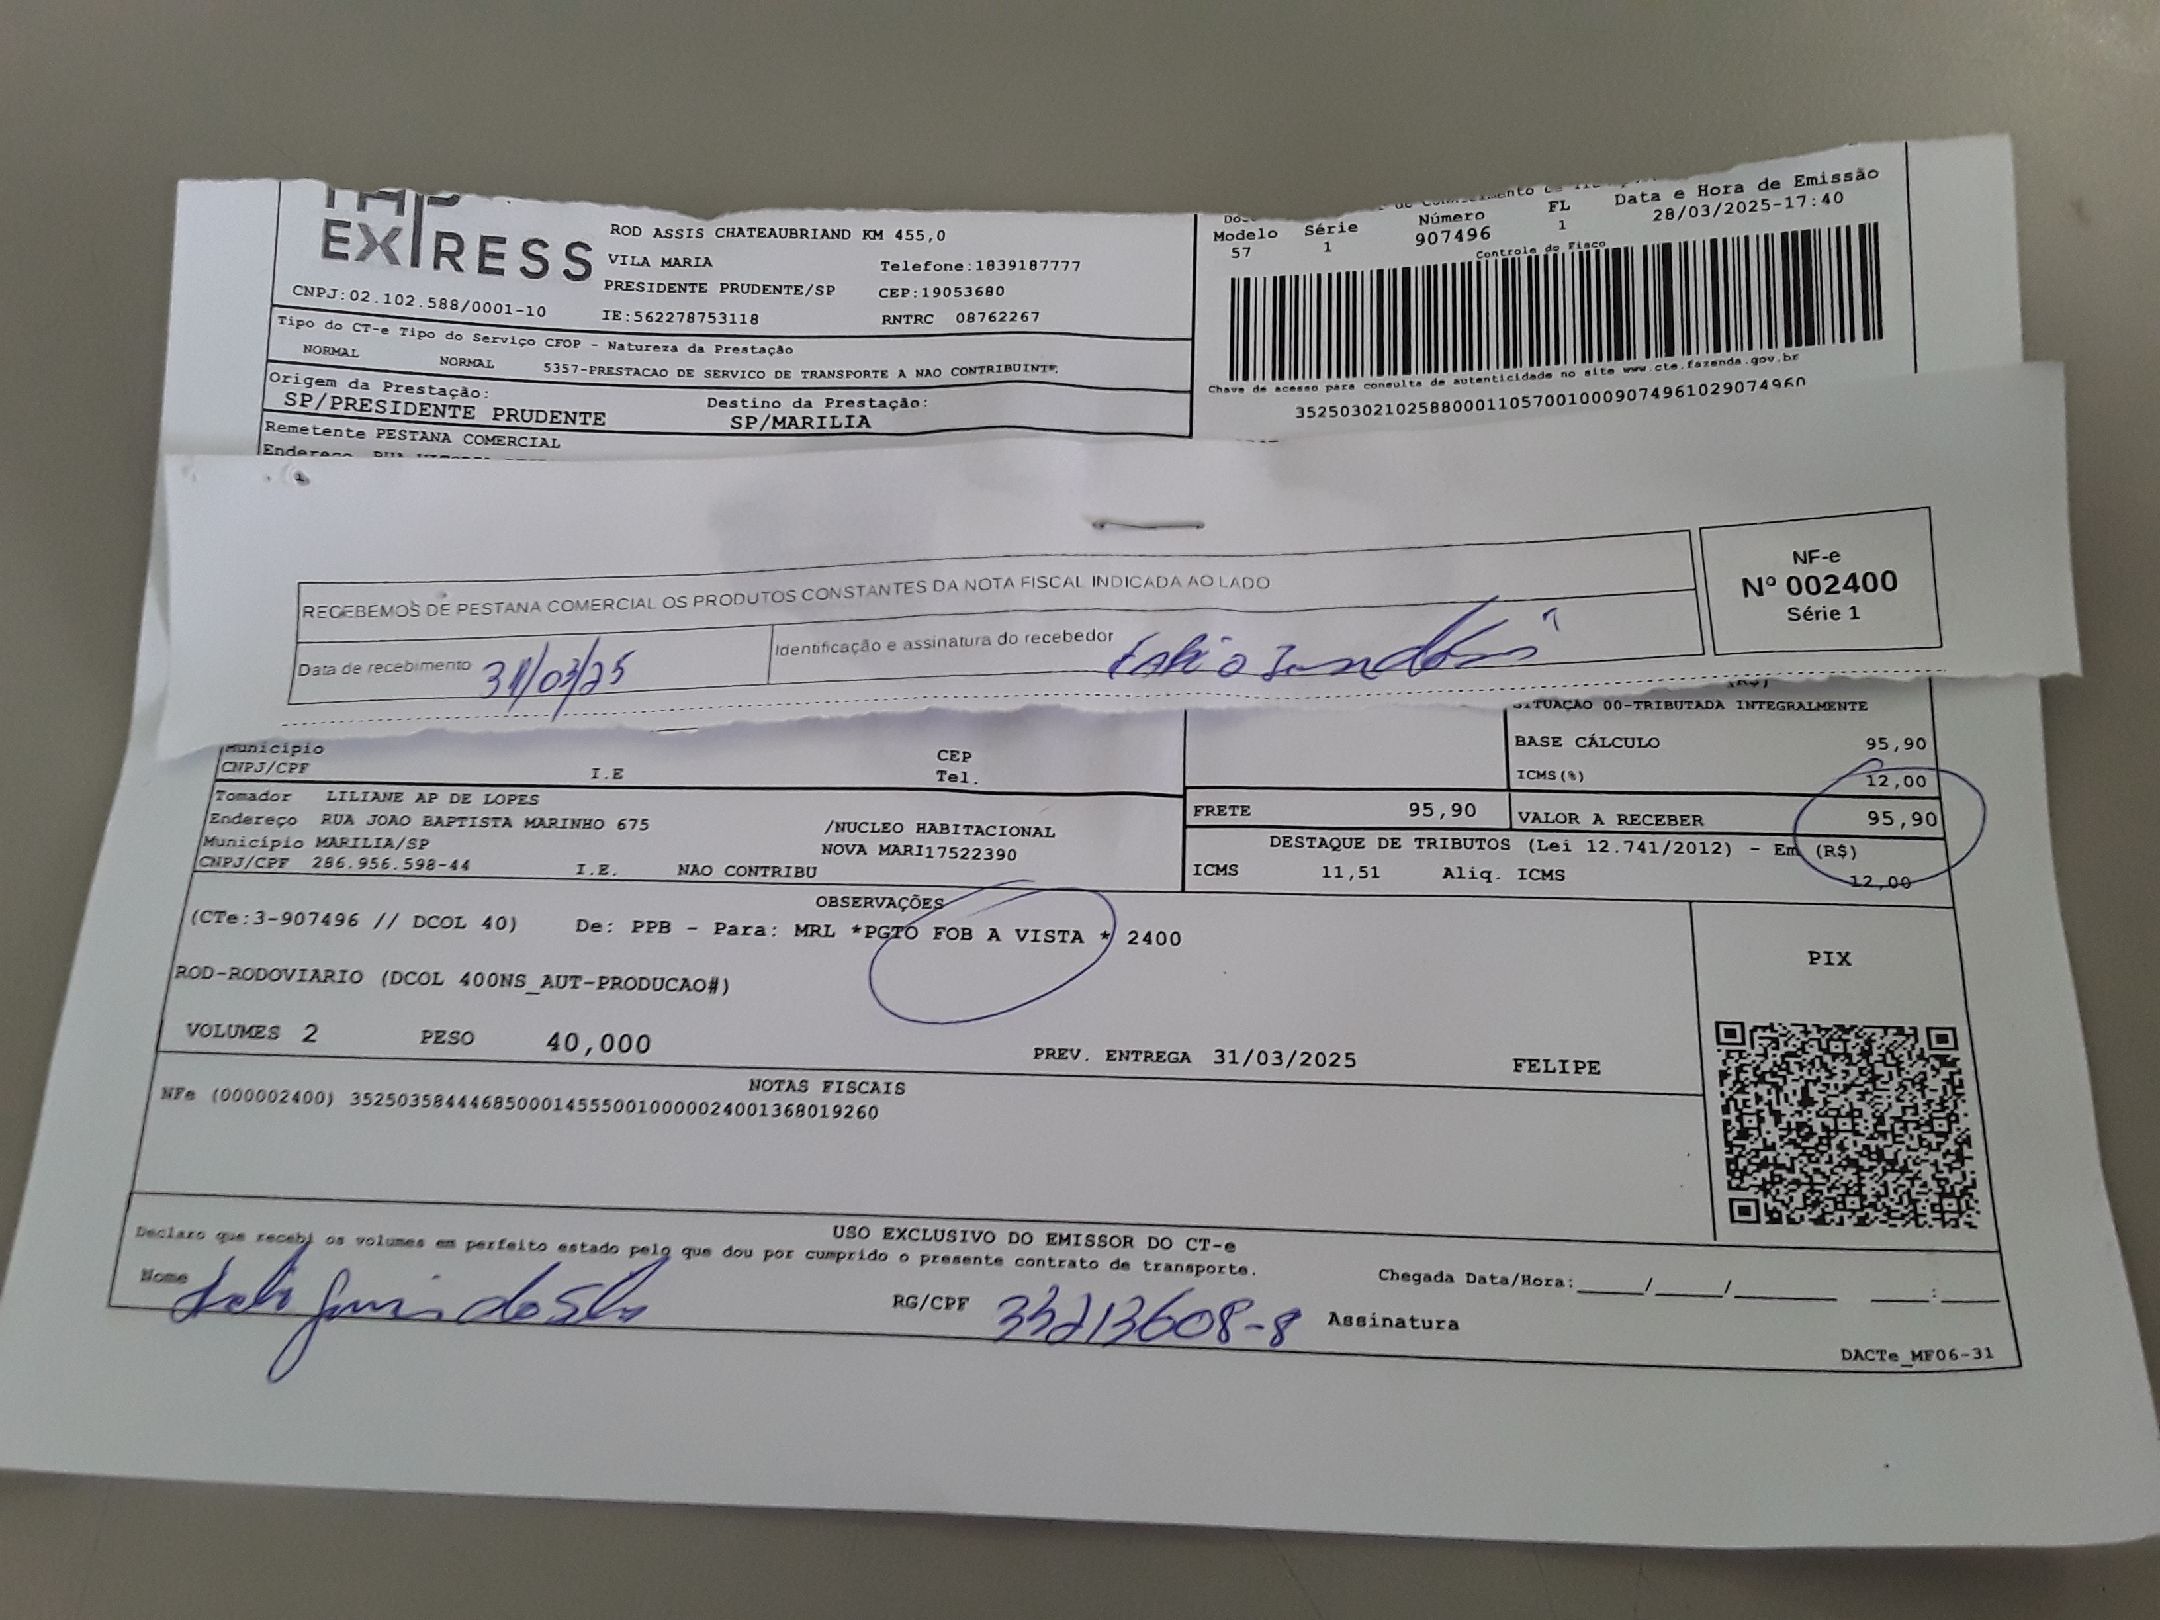 EXPRESS
ROD ASSIS CHATEAUBRIAND KM 455,0
VILA MARIA Telefone:1839187777
PRESIDENTE PRUDENTE/SP CEP:19053680
CNPJ:02.102.588/0001-10 IE:562278753118 RNTRC 08762267
Modelo Série Número FL Data e Hora de Emissão
57 1 907496 1 28/03/2025-17:40
Controle do Fisco
Tipo do CT-e Tipo do Serviço CFOP - Natureza da Prestação
NORMAL NORMAL 5357-PRESTACAO DE SERVICO DE TRANSPORTE A NAO CONTRIBUINTE
Chave de acesso para consulta de autenticidade no site www.cte.fazenda.gov.br
35250302102588000110570010009074961029074960
Origem da Prestação: Destino da Prestação:
SP/PRESIDENTE PRUDENTE SP/MARILIA
Remetente PESTANA COMERCIAL
Endereço RUA
RECEBEMOS DE PESTANA COMERCIAL OS PRODUTOS CONSTANTES DA NOTA FISCAL INDICADA AO LADO
Data de recebimento 31/03/25 Identificação e assinatura do recebedor
NF-e
Nº 002400
Série 1
(R$)
SITUAÇÃO 00-TRIBUTADA INTEGRALMENTE
BASE CÁLCULO 95,90
ICMS(%) 12,00
Município CEP
CNPJ/CPF I.E Tel.
Tomador LILIANE AP DE LOPES
Endereço RUA JOAO BAPTISTA MARINHO 675 /NUCLEO HABITACIONAL
Município MARILIA/SP NOVA MARI17522390
CNPJ/CPF 286.956.598-44 I.E. NAO CONTRIBU
FRETE 95,90 VALOR A RECEBER 95,90
DESTAQUE DE TRIBUTOS (Lei 12.741/2012) - Em (R$)
ICMS 11,51 Aliq. ICMS 12,00
OBSERVAÇÕES
(CTe:3-907496 // DCOL 40) De: PPB - Para: MRL *PGTO FOB A VISTA * 2400
ROD-RODOVIARIO (DCOL 400NS_AUT-PRODUCAO#)
VOLUMES 2 PESO 40,000 PREV. ENTREGA 31/03/2025 FELIPE
PIX
NOTAS FISCAIS
NFe (000002400) 35250358444685000145550010000024001368019260
USO EXCLUSIVO DO EMISSOR DO CT-e
Declaro que recebi os volumes em perfeito estado pelo que dou por cumprido o presente contrato de transporte.
Chegada Data/Hora:____/____/______ ___:___
Nome RG/CPF 33213608-8 Assinatura
DACTe_MF06-31